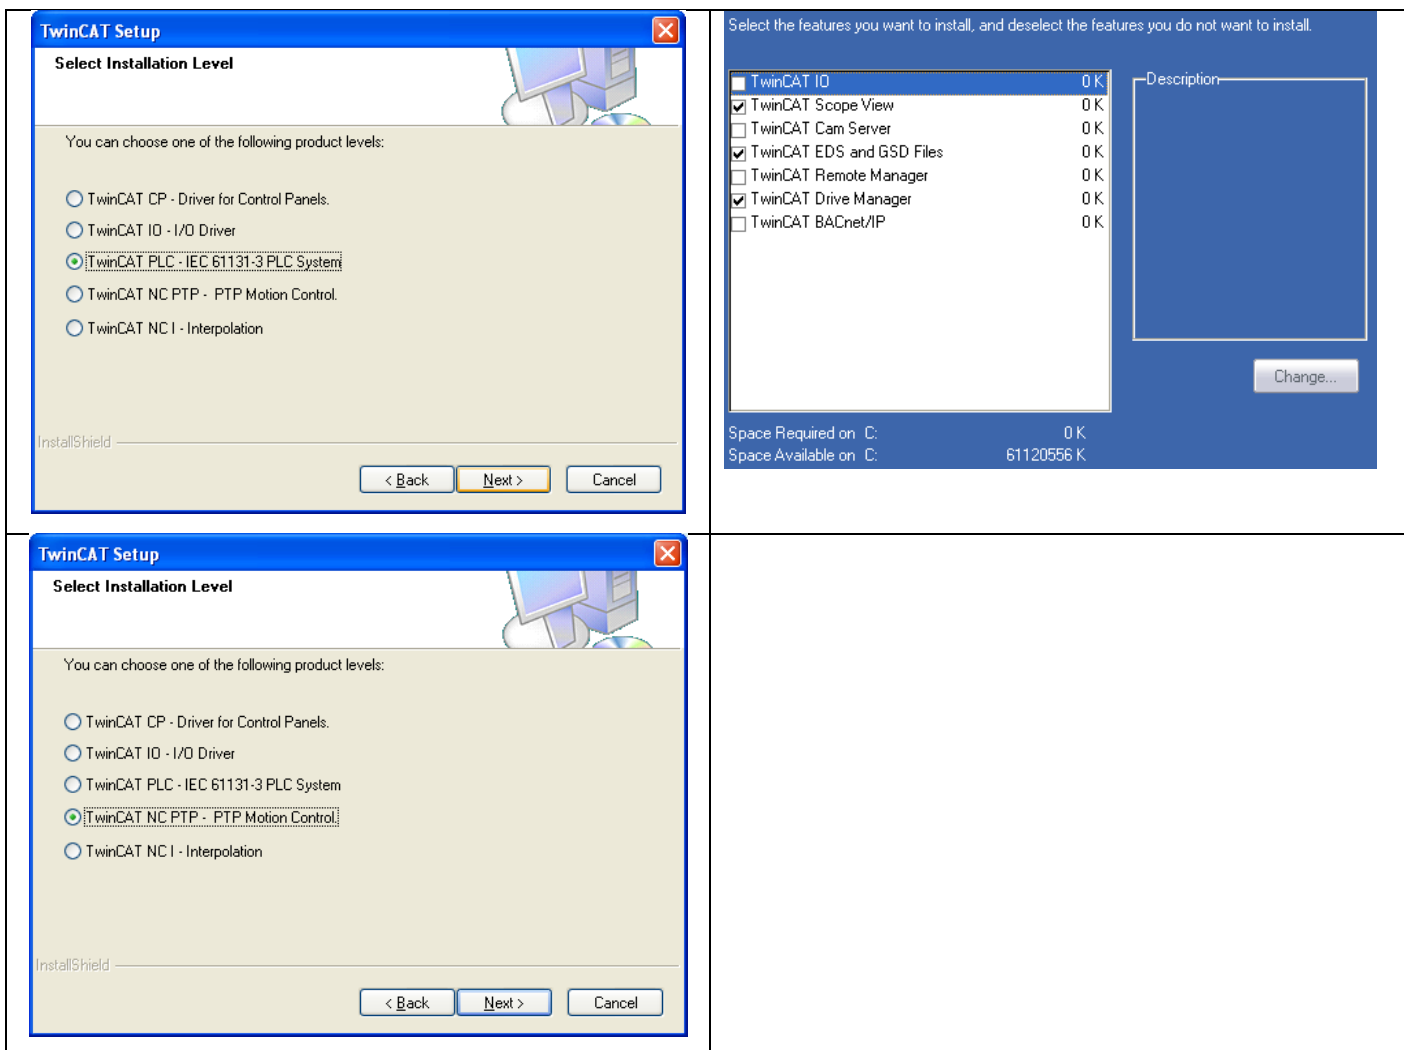 TwinCAT Setup
Select Installation Level
You can choose one of the following product levels:
TwinCAT CP - Driver for Control Panels.
TwinCAT IO - I/O Driver
TwinCAT PLC - IEC 61131-3 PLC System
TwinCAT NC PTP -  PTP Motion Control.
TwinCAT NC I - Interpolation
InstallShield
< Back
Next >
Cancel
Select the features you want to install, and deselect the features you do not want to install.
TwinCAT IO 0 K
TwinCAT Scope View 0 K
TwinCAT Cam Server 0 K
TwinCAT EDS and GSD Files 0 K
TwinCAT Remote Manager 0 K
TwinCAT Drive Manager 0 K
TwinCAT BACnet/IP 0 K
Description
Change...
Space Required on  C: 0 K
Space Available on  C: 61120556 K
TwinCAT Setup
Select Installation Level
You can choose one of the following product levels:
TwinCAT CP - Driver for Control Panels.
TwinCAT IO - I/O Driver
TwinCAT PLC - IEC 61131-3 PLC System
TwinCAT NC PTP -  PTP Motion Control.
TwinCAT NC I - Interpolation
InstallShield
< Back
Next >
Cancel